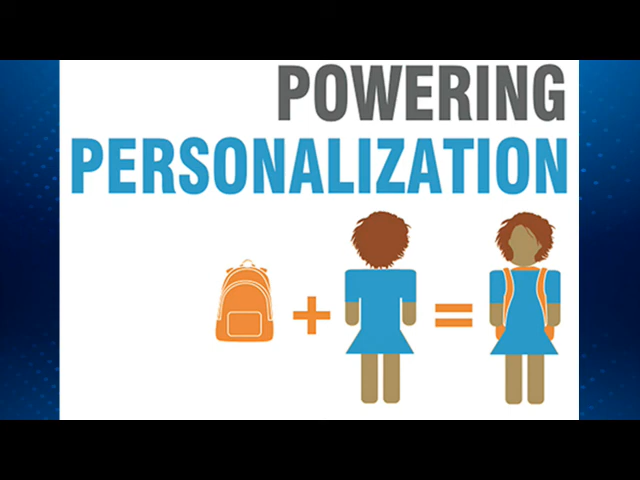 POWERING
PERSONALIZATION
+ =